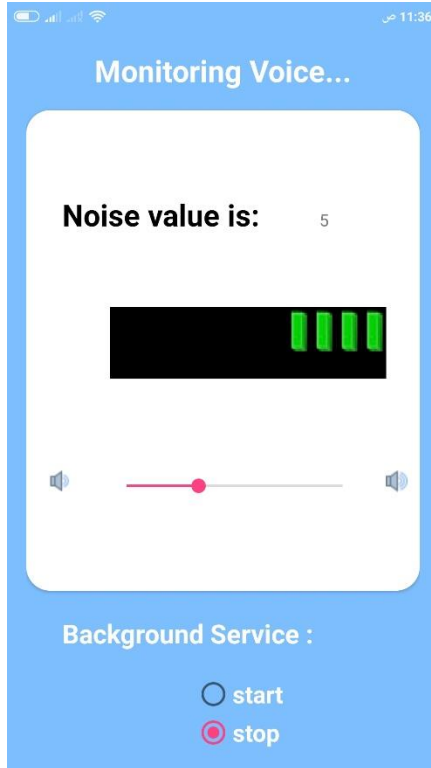 11:36 ص
Monitoring Voice...
Noise value is: 5
Background Service :
start
stop